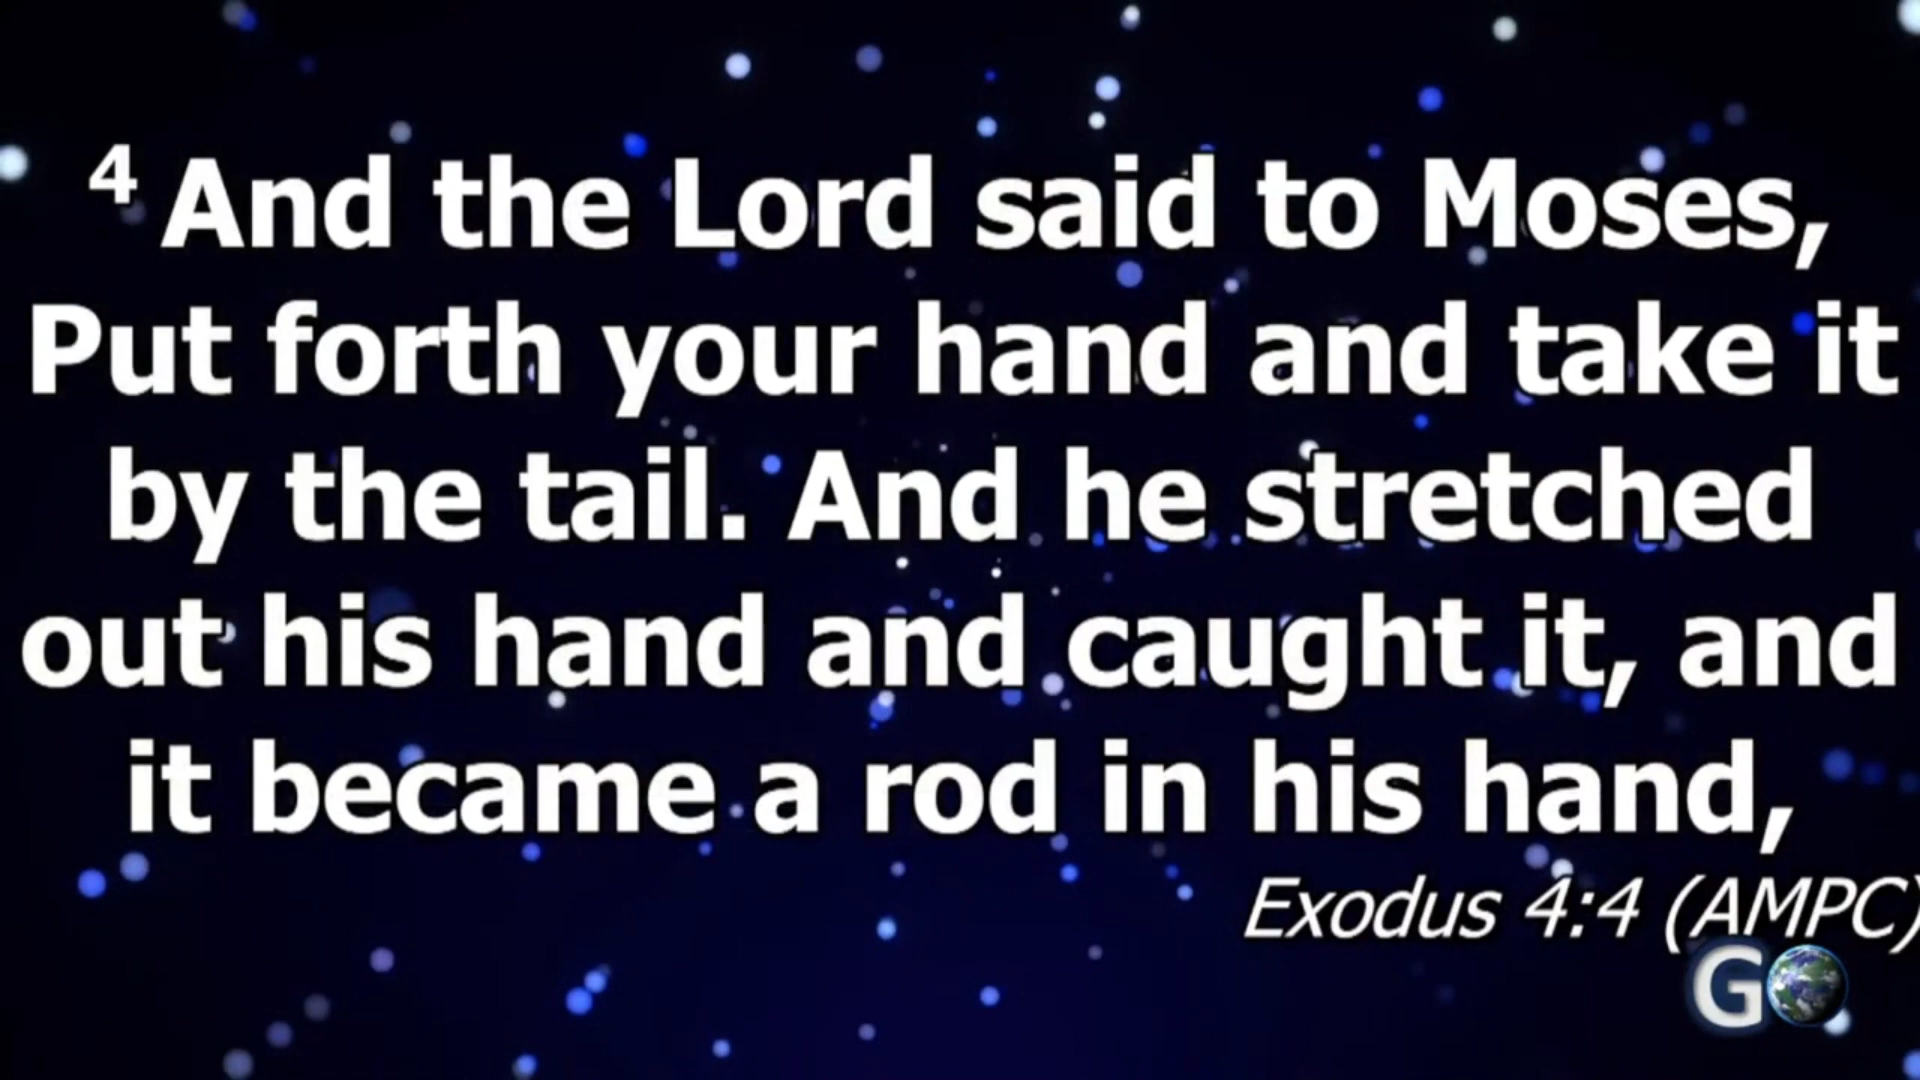 4 And the Lord said to Moses,
Put forth your hand and take it
by the tail. And he stretched
out his hand and caught it, and
it became a rod in his hand,
Exodus 4:4 (AMPC)
GO